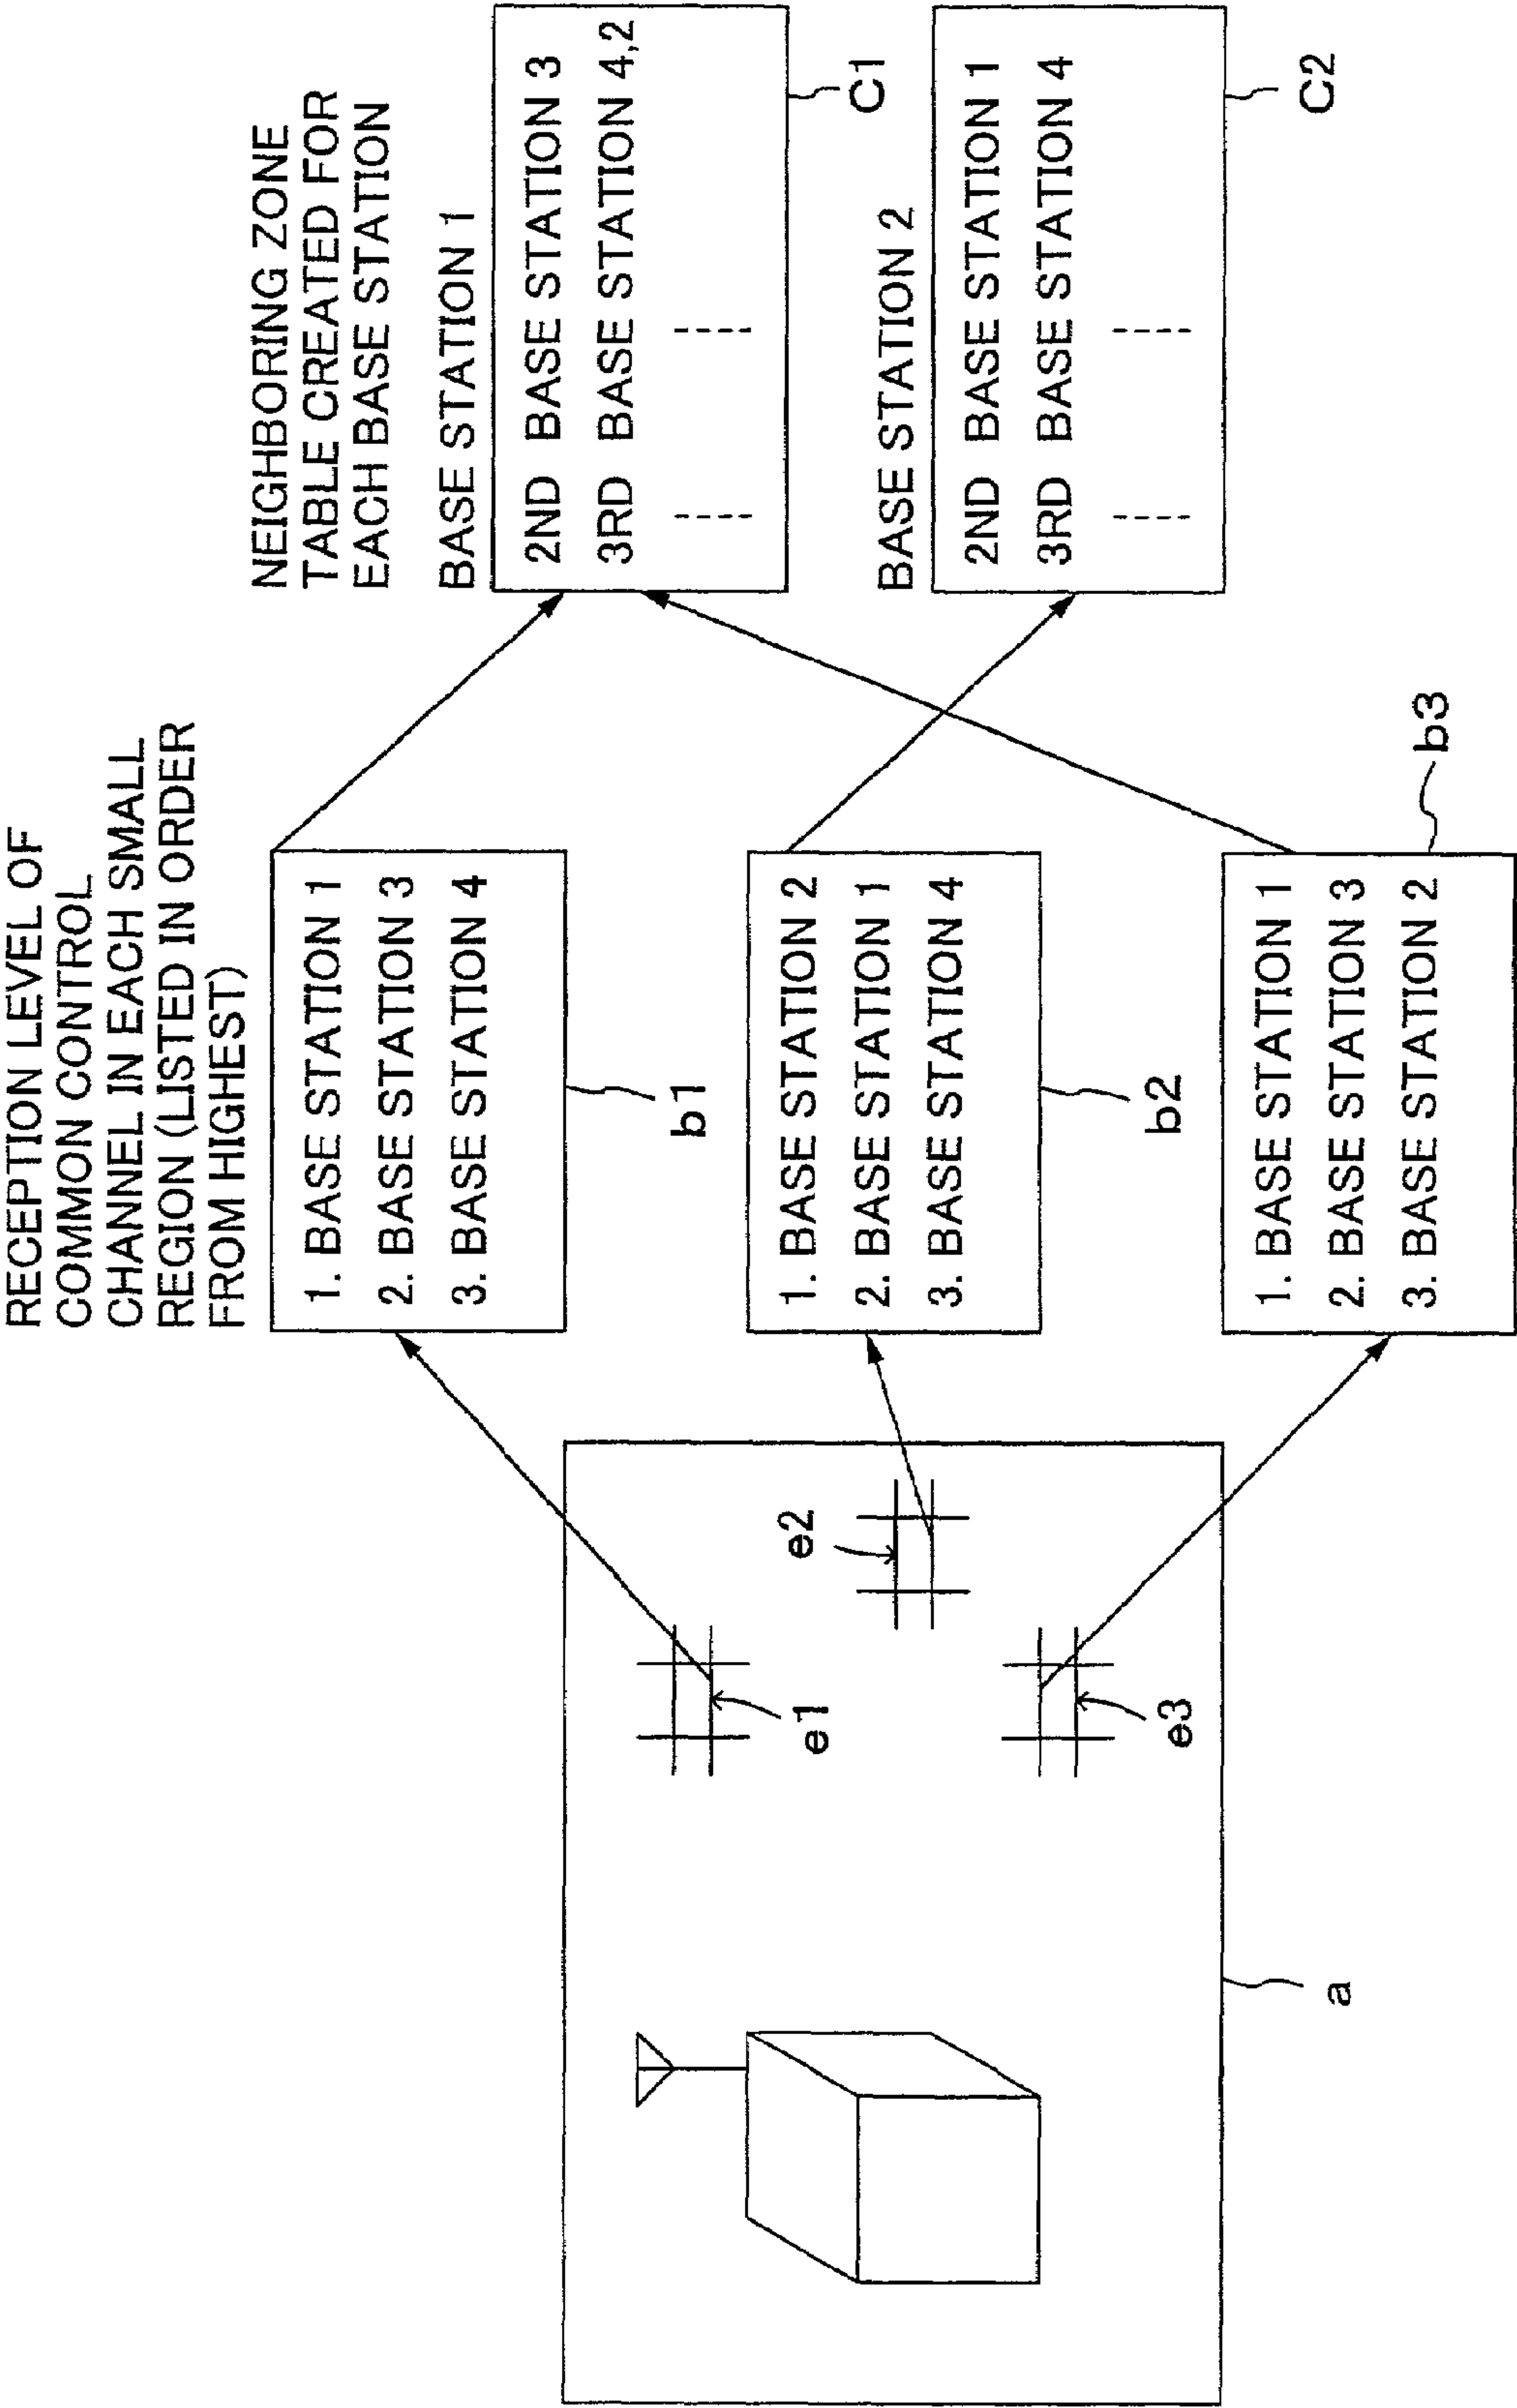 RECEPTION LEVEL OF
COMMON CONTROL
CHANNEL IN EACH SMALL
REGION (LISTED IN ORDER
FROM HIGHEST)
1. BASE STATION 1
2. BASE STATION 3
3. BASE STATION 4
b1
1. BASE STATION 2
2. BASE STATION 1
3. BASE STATION 4
b2
1. BASE STATION 1
2. BASE STATION 3
3. BASE STATION 2
b3
NEIGHBORING ZONE
TABLE CREATED FOR
EACH BASE STATION
BASE STATION 1
2ND BASE STATION 3
3RD BASE STATION 4,2
C1
BASE STATION 2
2ND BASE STATION 1
3RD BASE STATION 4
C2
e1
e2
e3
a